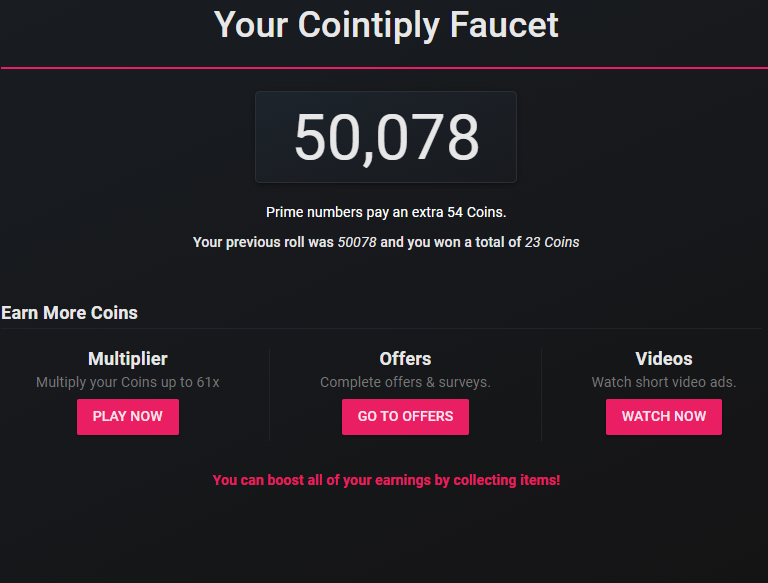 Your Cointiply Faucet
50,078
Prime numbers pay an extra 54 Coins.
Your previous roll was 50078 and you won a total of 23 Coins
Earn More Coins
Multiplier
Multiply your Coins up to 61x
PLAY NOW
Offers
Complete offers & surveys.
GO TO OFFERS
Videos
Watch short video ads.
WATCH NOW
You can boost all of your earnings by collecting items!